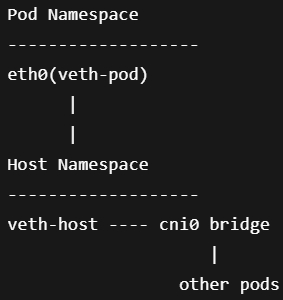 Pod Namespace
-------------------
eth0(veth-pod)
|
|
Host Namespace
-------------------
veth-host ---- cni0 bridge
|
other pods